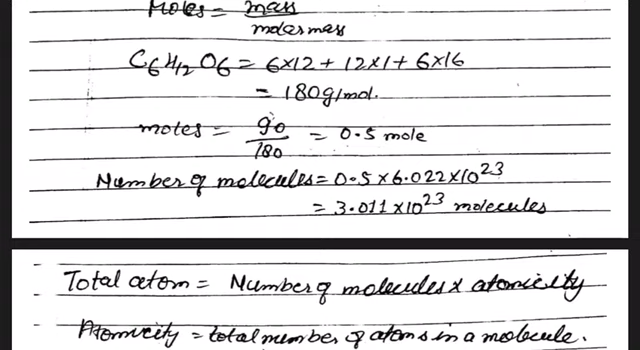 Moles = mass
molar mass
C6H12O6 = 6×12 + 12×1 + 6×16
= 180g/mol.
moles = 90/180 = 0.5 mole
Number of molecules = 0.5 × 6.022 × 10^23
= 3.011 × 10^23 molecules
Total atom = Number of molecules × atomicity
Atomicity = total number of atoms in a molecule.